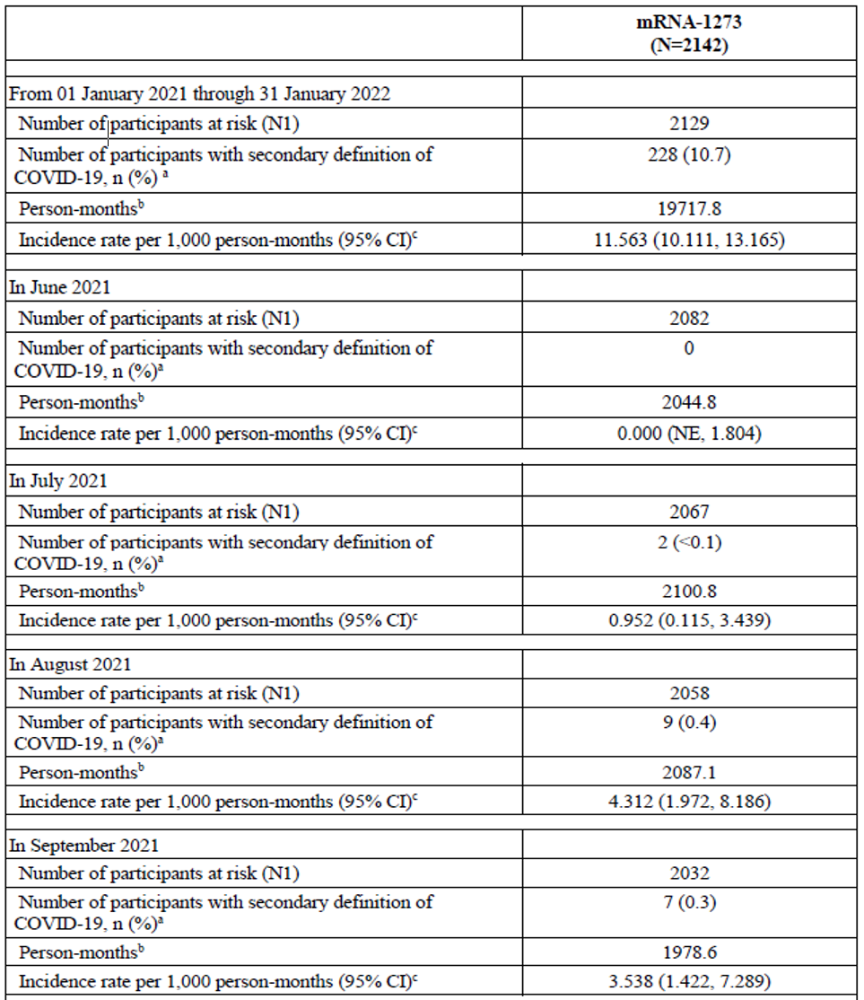 mRNA-1273
(N=2142)
From 01 January 2021 through 31 January 2022
Number of participants at risk (N1) 2129
Number of participants with secondary definition of 228 (10.7)
COVID-19, n (%) a
Person-monthsb 19717.8
Incidence rate per 1,000 person-months (95% CI)c 11.563 (10.111, 13.165)
In June 2021
Number of participants at risk (N1) 2082
Number of participants with secondary definition of 0
COVID-19, n (%)a
Person-monthsb 2044.8
Incidence rate per 1,000 person-months (95% CI)c 0.000 (NE, 1.804)
In July 2021
Number of participants at risk (N1) 2067
Number of participants with secondary definition of 2 (<0.1)
COVID-19, n (%)a
Person-monthsb 2100.8
Incidence rate per 1,000 person-months (95% CI)c 0.952 (0.115, 3.439)
In August 2021
Number of participants at risk (N1) 2058
Number of participants with secondary definition of 9 (0.4)
COVID-19, n (%)a
Person-monthsb 2087.1
Incidence rate per 1,000 person-months (95% CI)c 4.312 (1.972, 8.186)
In September 2021
Number of participants at risk (N1) 2032
Number of participants with secondary definition of 7 (0.3)
COVID-19, n (%)a
Person-monthsb 1978.6
Incidence rate per 1,000 person-months (95% CI)c 3.538 (1.422, 7.289)